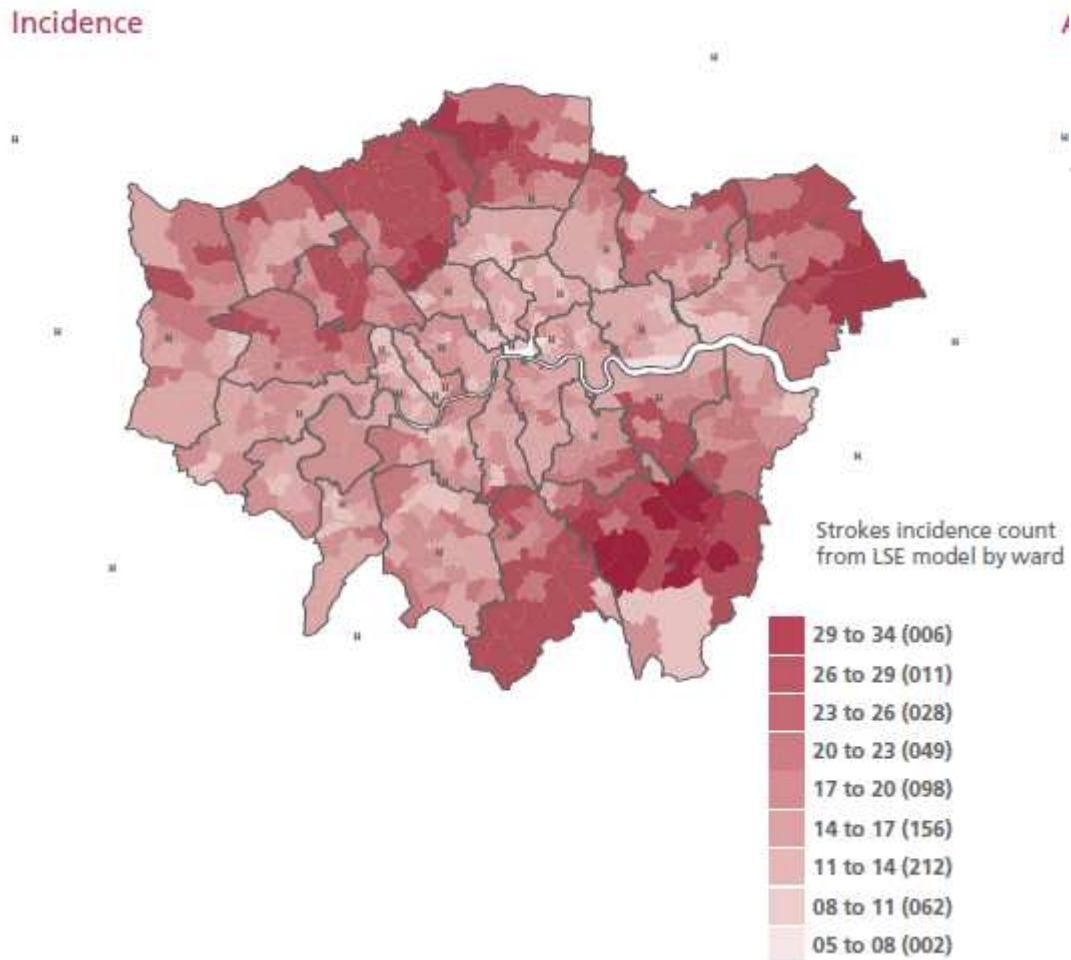 Incidence
A
Strokes incidence count
from LSE model by ward
29 to 34 (006)
26 to 29 (011)
23 to 26 (028)
20 to 23 (049)
17 to 20 (098)
14 to 17 (156)
11 to 14 (212)
08 to 11 (062)
05 to 08 (002)